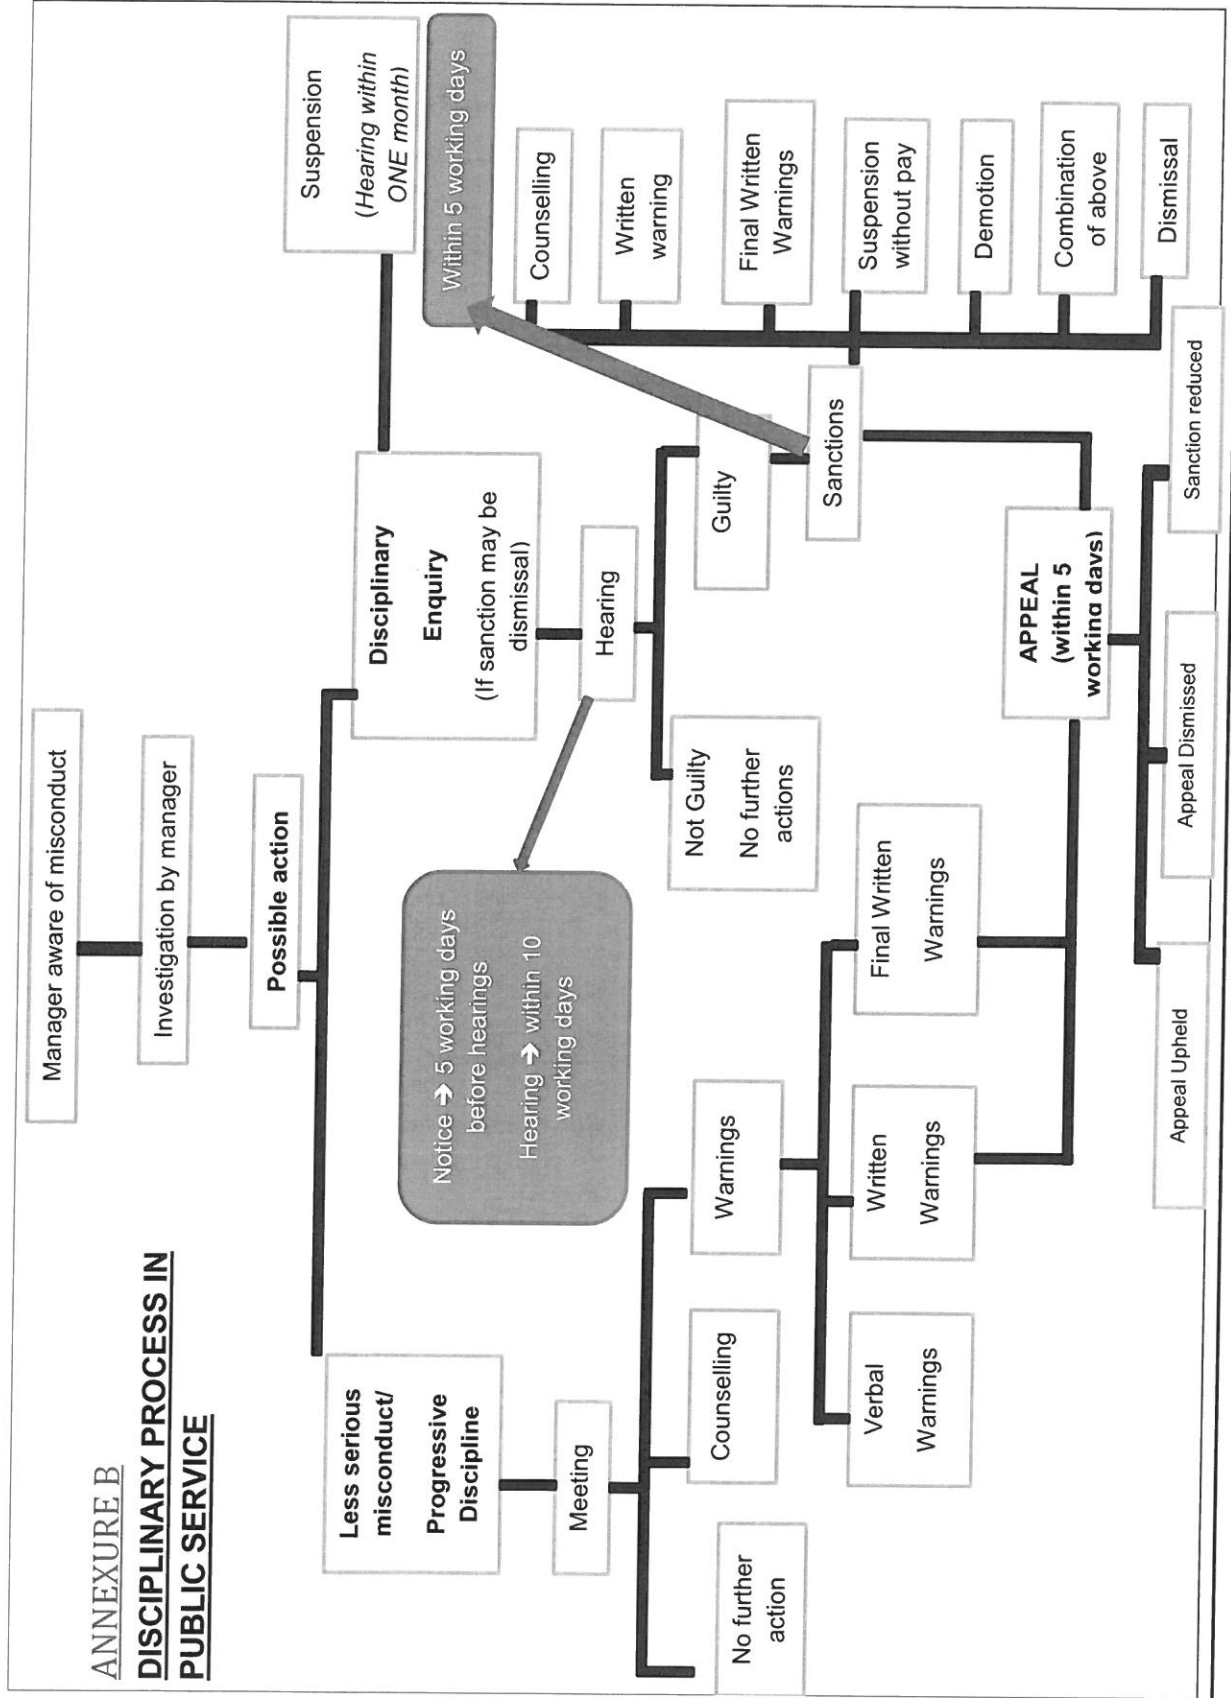 ANNEXURE B
DISCIPLINARY PROCESS IN
PUBLIC SERVICE
Manager aware of misconduct
Investigation by manager
Possible action
Less serious
misconduct/
Progressive
Discipline
Disciplinary
Enquiry
(If sanction may be
dismissal)
Suspension
(Hearing within
ONE month)
Notice ➔ 5 working days
before hearings
Hearing ➔ within 10
working days
Within 5 working days
Meeting
Hearing
No further
action
Counselling
Warnings
Not Guilty
No further
actions
Guilty
Sanctions
Counselling
Written
warning
Final Written
Warnings
Suspension
without pay
Demotion
Combination
of above
Dismissal
Verbal
Warnings
Written
Warnings
Final Written
Warnings
APPEAL
(within 5
working days)
Appeal Upheld
Appeal Dismissed
Sanction reduced